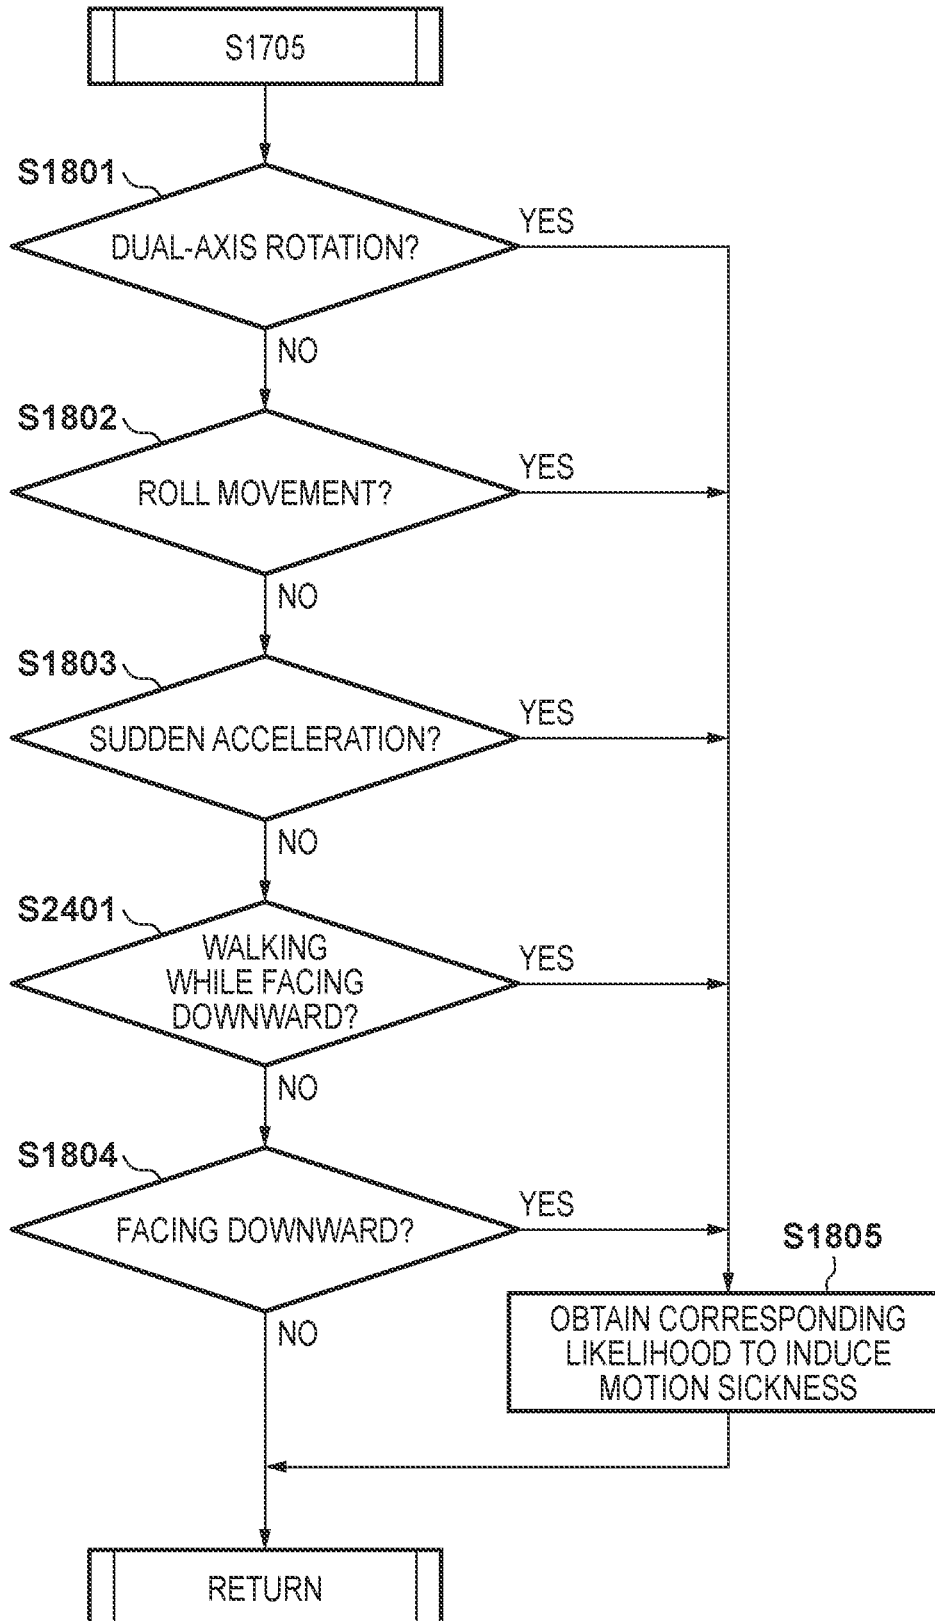 S1705
S1801
DUAL-AXIS ROTATION?
YES
NO
S1802
ROLL MOVEMENT?
YES
NO
S1803
SUDDEN ACCELERATION?
YES
NO
S2401
WALKING
WHILE FACING
DOWNWARD?
YES
NO
S1804
FACING DOWNWARD?
YES
NO
S1805
OBTAIN CORRESPONDING
LIKELIHOOD TO INDUCE
MOTION SICKNESS
RETURN